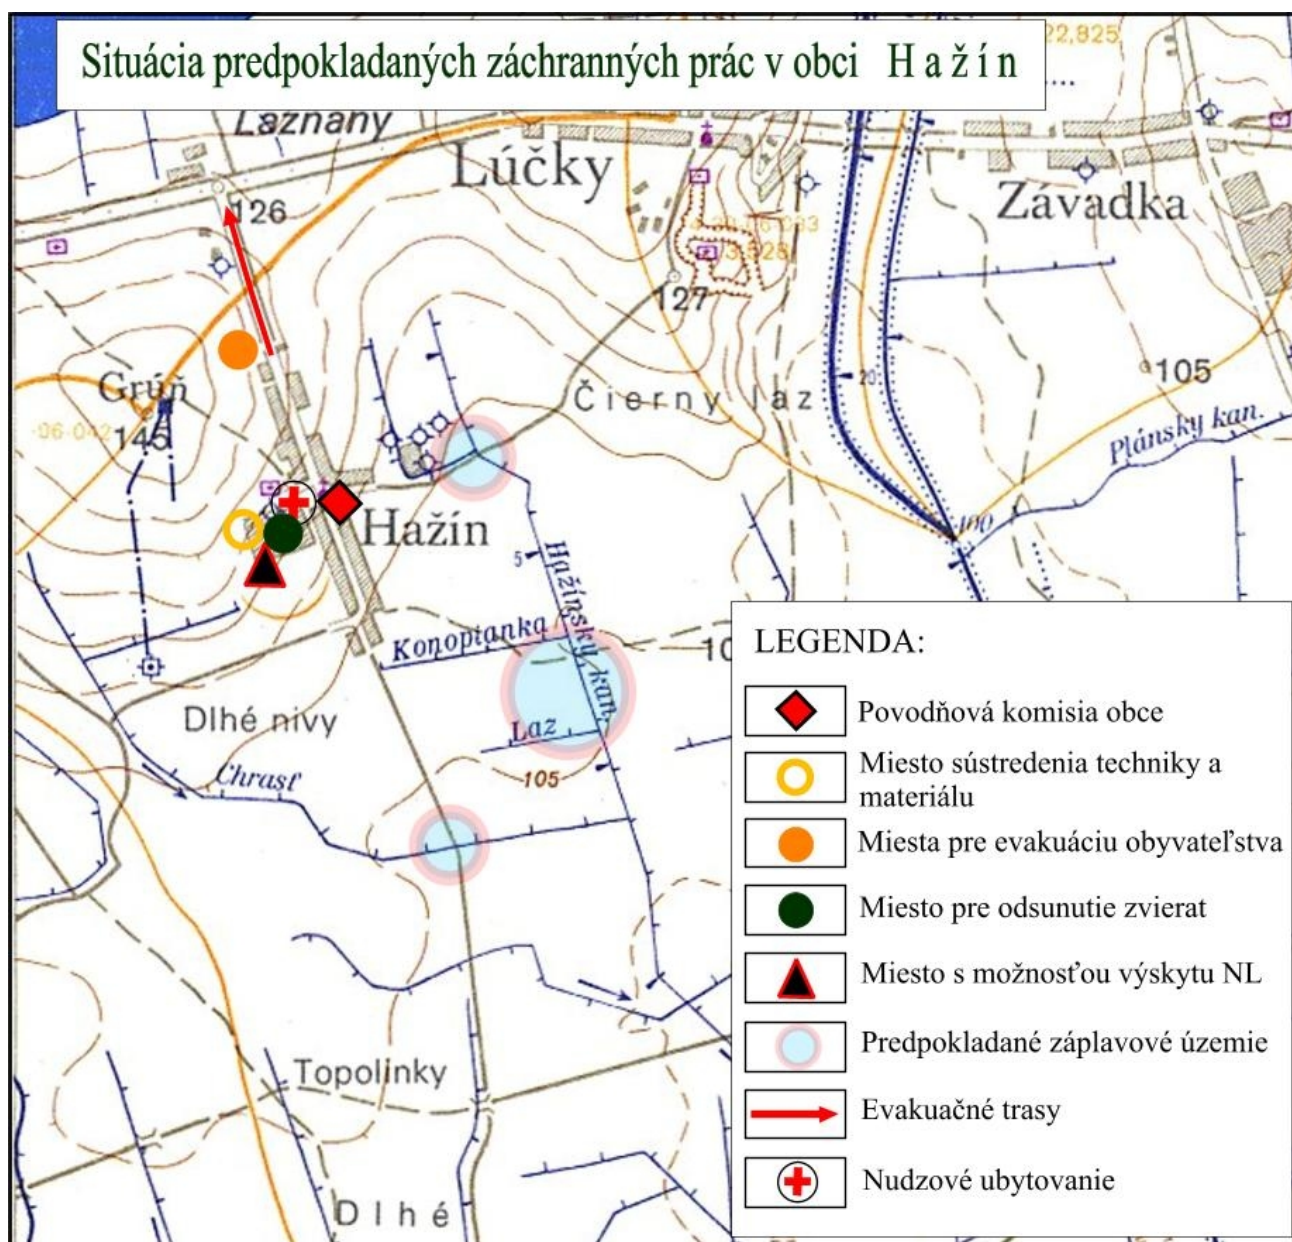 Situácia predpokladaných záchranných prác v obci Hažín
22,825
Laznany
Lúčky
Závadka
126
127
105
Grúň
145
Čierny laz
20
Plánsky kan.
100
Hažín
5
Hažínsky kan.
Konopianka
Laz
105
Dlhé nivy
Chrasť
Topolinky
Dlhé
LEGENDA:
Povodňová komisia obce
Miesto sústredenia techniky a
materiálu
Miesta pre evakuáciu obyvateľstva
Miesto pre odsunutie zvierat
Miesto s možnosťou výskytu NL
Predpokladané záplavové územie
Evakuačné trasy
Nudzové ubytovanie